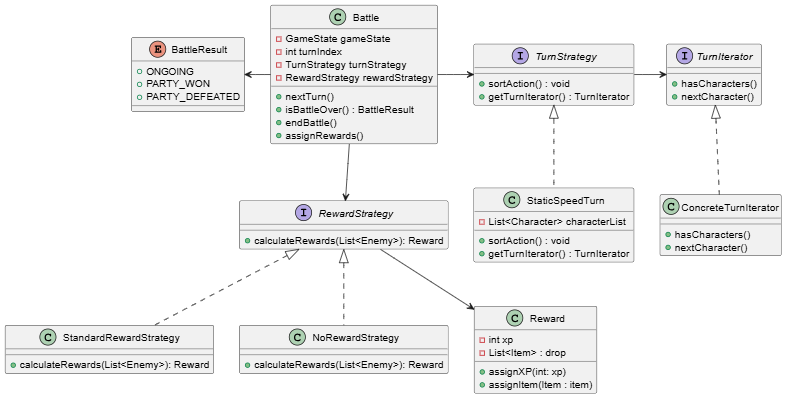 C Battle
GameState gameState
int turnIndex
TurnStrategy turnStrategy
RewardStrategy rewardStrategy
nextTurn()
isBattleOver() : BattleResult
endBattle()
assignRewards()
E BattleResult
ONGOING
PARTY_WON
PARTY_DEFEATED
I TurnStrategy
sortAction() : void
getTurnIterator() : TurnIterator
I TurnIterator
hasCharacters()
nextCharacter()
C StaticSpeedTurn
List<Character> characterList
sortAction() : void
getTurnIterator() : TurnIterator
C ConcreteTurnIterator
hasCharacters()
nextCharacter()
I RewardStrategy
calculateRewards(List<Enemy>): Reward
C StandardRewardStrategy
calculateRewards(List<Enemy>): Reward
C NoRewardStrategy
calculateRewards(List<Enemy>): Reward
C Reward
int xp
List<Item> : drop
assignXP(int: xp)
assignItem(Item : item)